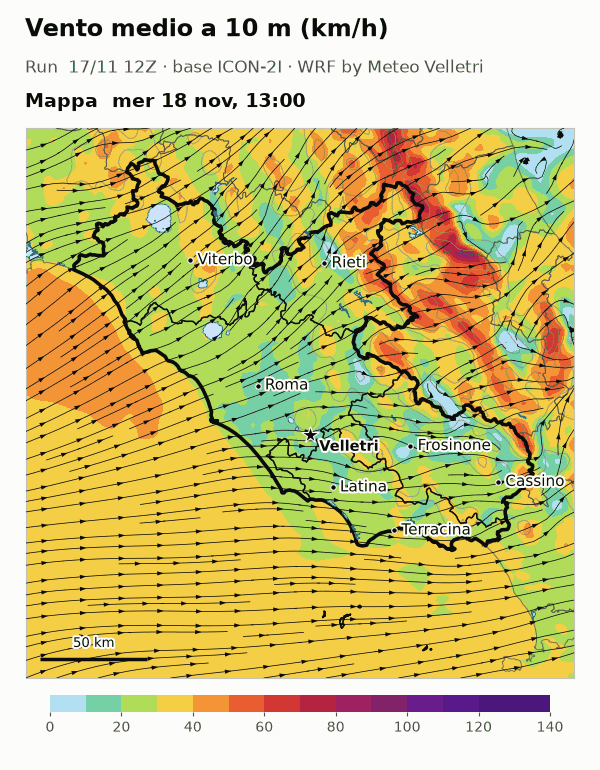 Vento medio a 10 m (km/h)
Run  17/11 12Z · base ICON-2I · WRF by Meteo Velletri
Mappa  mer 18 nov, 13:00
Viterbo
Rieti
Roma
Velletri
Frosinone
Latina
Cassino
Terracina
50 km
0 20 40 60 80 100 120 140